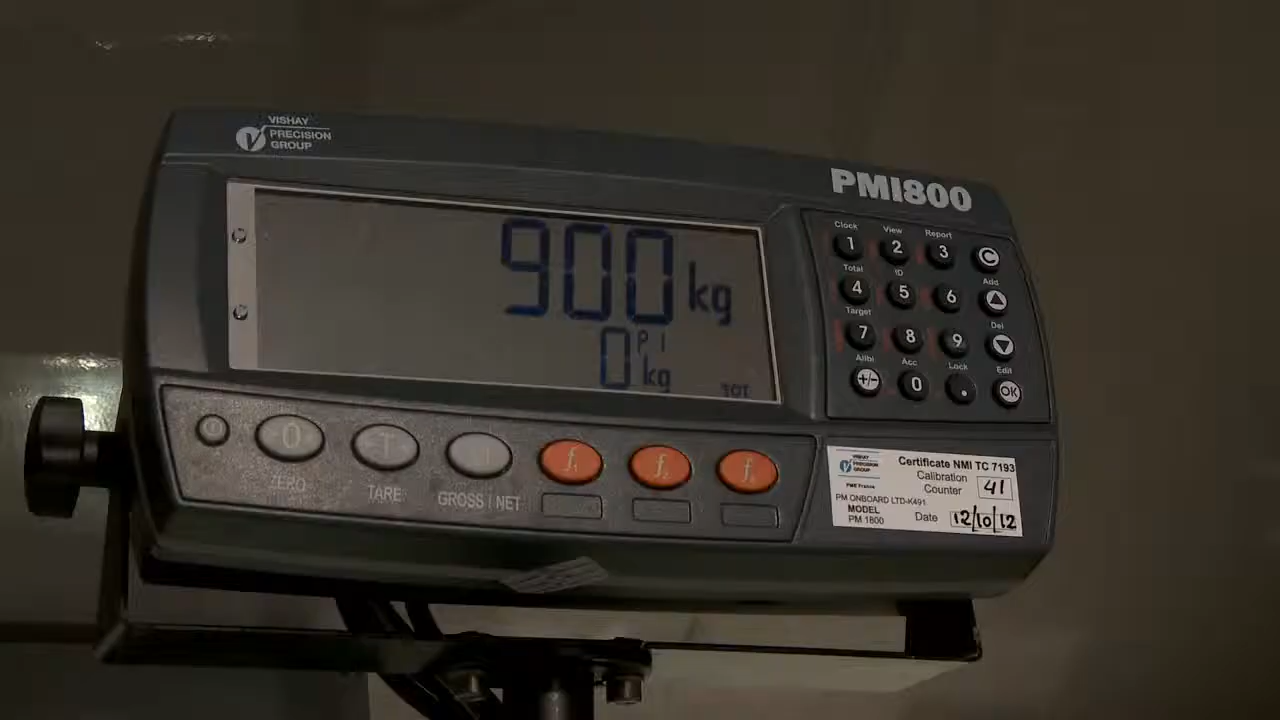 VISHAY
PRECISION
GROUP
PMI800
900 kg
P 1
0 kg
TOT
Clock View Report
1 2 3 C
Total ID Add
4 5 6
Target Del
7 8 9
Alibi Acc Lock Edit
+/- 0 . OK
0 T f1 f2
ZERO TARE GROSS / NET
VISHAY
PRECISION
GROUP
PME France
Certificate NMI TC 7193
Calibration
Counter 41
PM ONBOARD LTD-K491
MODEL
PM 1800
Date 12/10/12